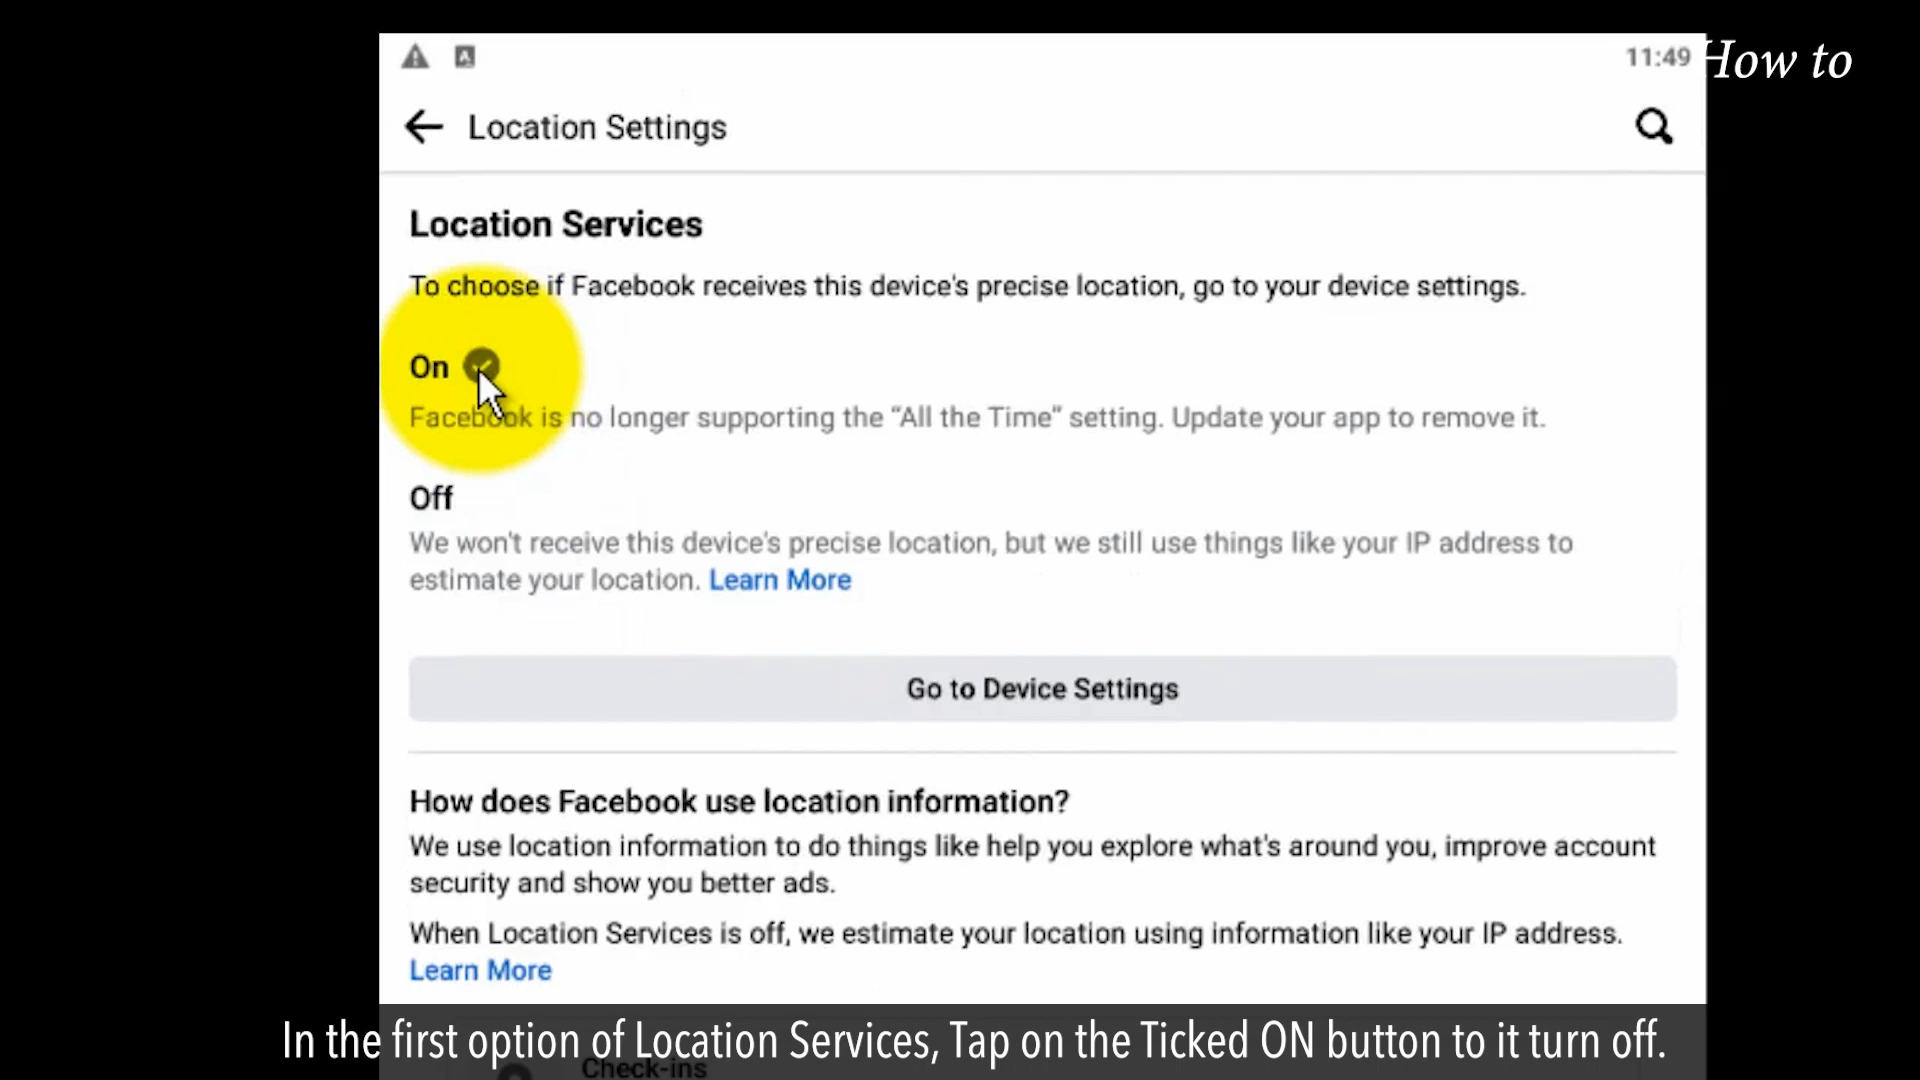 11:49
How to
Location Settings
Location Services
To choose if Facebook receives this device's precise location, go to your device settings.
On
Facebook is no longer supporting the “All the Time” setting. Update your app to remove it.
Off
We won't receive this device's precise location, but we still use things like your IP address to
estimate your location. Learn More
Go to Device Settings
How does Facebook use location information?
We use location information to do things like help you explore what's around you, improve account
security and show you better ads.
When Location Services is off, we estimate your location using information like your IP address.
Learn More
In the first option of Location Services, Tap on the Ticked ON button to it turn off.
Check-ins